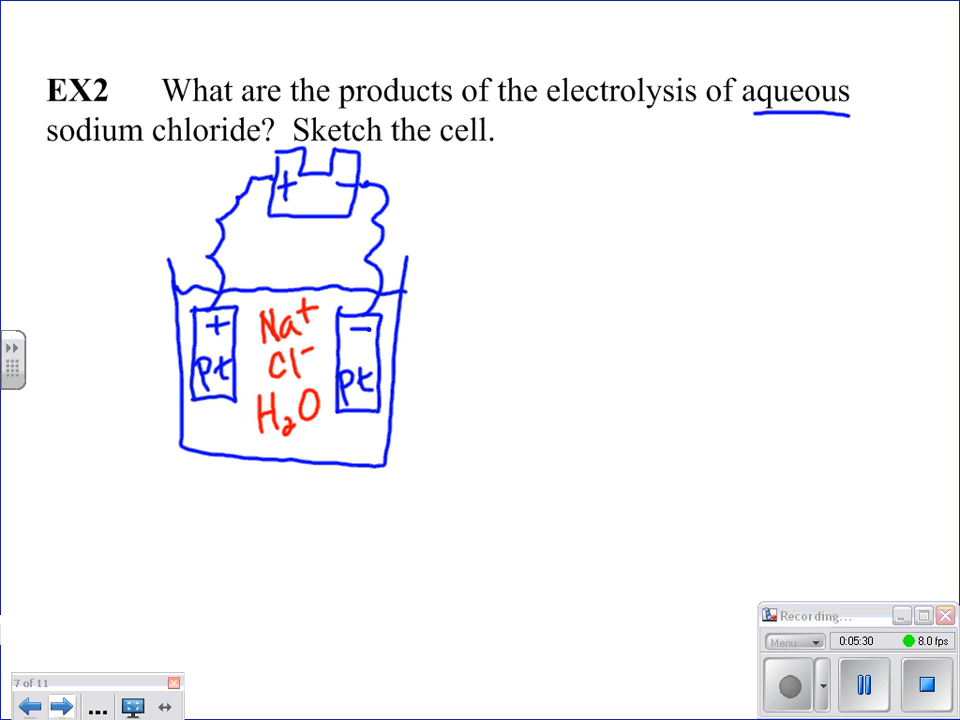 EX2 What are the products of the electrolysis of aqueous
sodium chloride? Sketch the cell.
+ −
+ Na⁺ −
Cl⁻
pt pt
H₂O
Recording...
Menu 0:05:30 8.0 fps
7 of 11
...